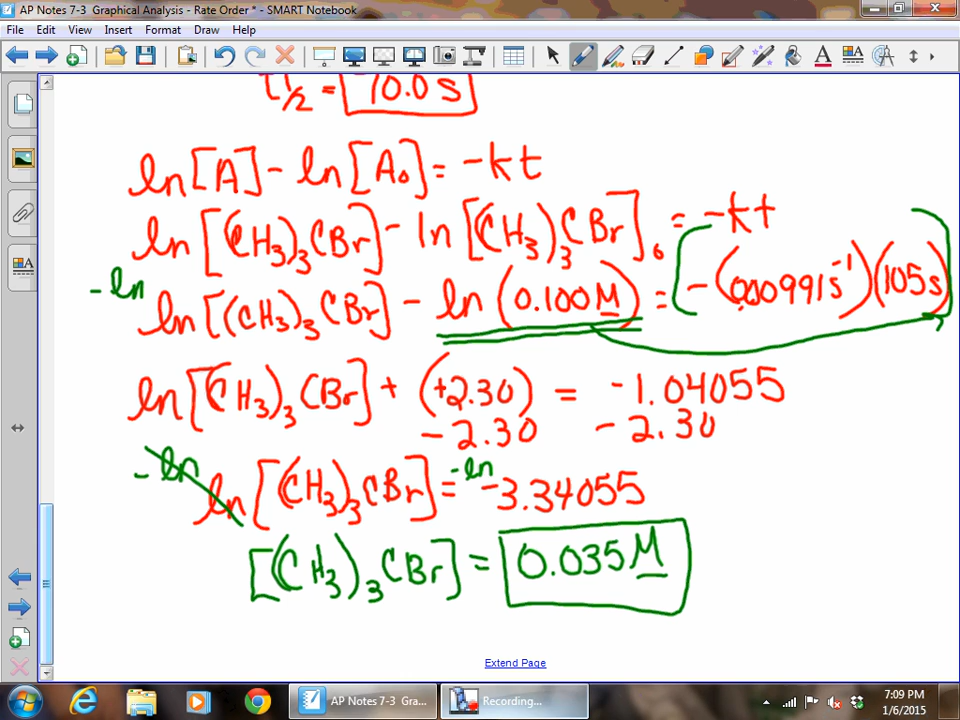 AP Notes 7-3 Graphical Analysis - Rate Order * - SMART Notebook
File Edit View Insert Format Draw Help
t1/2 = 70.0 s
ln[A] - ln[A₀] = -kt
ln[(CH₃)₃CBr] - ln[(CH₃)₃CBr]₀ = -kt
-ln
ln[(CH₃)₃CBr] - ln(0.100 M) = -(0.00991 s⁻¹)(105 s)
ln[(CH₃)₃CBr] + (+2.30) = -1.04055
-2.30 -2.30
-ln -ln
ln[(CH₃)₃CBr] = -3.34055
[(CH₃)₃CBr] = 0.035 M
Extend Page
AP Notes 7-3 Gra... Recording... 7:09 PM
1/6/2015